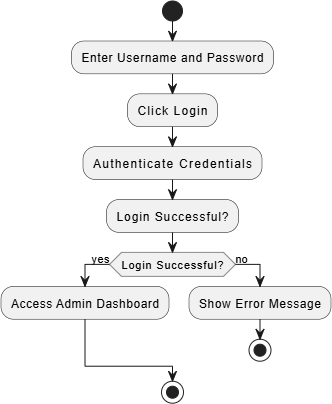 Enter Username and Password
Click Login
Authenticate Credentials
Login Successful?
yes
Login Successful?
no
Access Admin Dashboard
Show Error Message